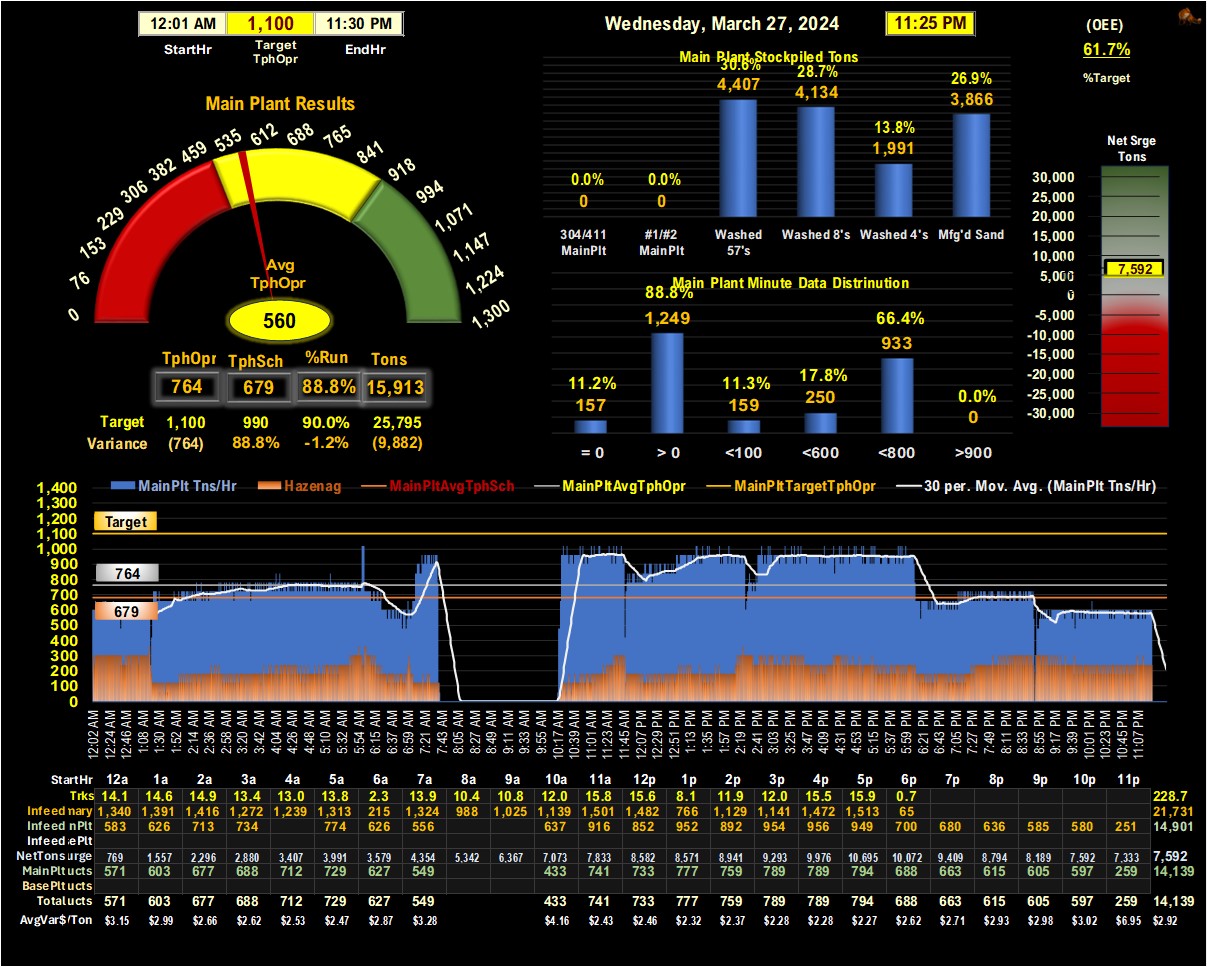 12:01 AM 1,100 11:30 PM
StartHr Target TphOpr EndHr
Wednesday, March 27, 2024 11:25 PM
(OEE)
61.7%
%Target
Main Plant Results
0 76 153 229 306 382 459 535 612 688 765 841 918 994 1,071 1,147 1,224 1,300
Avg
TphOpr
560
TphOpr TphSch %Run Tons
764 679 88.8% 15,913
Target 1,100 990 90.0% 25,795
Variance (764) 88.8% -1.2% (9,882)
Main Plant Stockpiled Tons
0.0% 0.0% 30.6% 28.7% 13.8% 26.9%
0 0 4,407 4,134 1,991 3,866
304/411 MainPlt #1/#2 MainPlt Washed 57's Washed 8's Washed 4's Mfg'd Sand
Main Plant Minute Data Distrinution
11.2% 88.8% 11.3% 17.8% 66.4% 0.0%
157 1,249 159 250 933 0
= 0 > 0 <100 <600 <800 >900
Net Srge
Tons
30,000
25,000
20,000
15,000
10,000
7,592
5,000
0
-5,000
-10,000
-15,000
-20,000
-25,000
-30,000
MainPlt Tns/Hr Hazenag MainPltAvgTphSch MainPltAvgTphOpr MainPltTargetTphOpr 30 per. Mov. Avg. (MainPlt Tns/Hr)
1,400
1,300
1,200
1,100
1,000
900
800
700
600
500
400
300
200
100
0
Target
764
679
12:02 AM 12:24 AM 12:46 AM 1:08 AM 1:30 AM 1:52 AM 2:14 AM 2:36 AM 2:58 AM 3:20 AM 3:42 AM 4:04 AM 4:26 AM 4:48 AM 5:10 AM 5:32 AM 5:54 AM 6:15 AM 6:37 AM 6:59 AM 7:21 AM 7:43 AM 8:05 AM 8:27 AM 8:49 AM 9:11 AM 9:33 AM 9:55 AM 10:17 AM 10:39 AM 11:01 AM 11:23 AM 11:45 AM 12:07 PM 12:29 PM 12:51 PM 1:13 PM 1:35 PM 1:57 PM 2:19 PM 2:41 PM 3:03 PM 3:25 PM 3:47 PM 4:09 PM 4:31 PM 4:53 PM 5:15 PM 5:37 PM 5:59 PM 6:21 PM 6:43 PM 7:05 PM 7:27 PM 7:49 PM 8:11 PM 8:33 PM 8:55 PM 9:17 PM 9:39 PM 10:01 PM 10:23 PM 10:45 PM 11:07 PM
StartHr 12a 1a 2a 3a 4a 5a 6a 7a 8a 9a 10a 11a 12p 1p 2p 3p 4p 5p 6p 7p 8p 9p 10p 11p
Trks 14.1 14.6 14.9 13.4 13.0 13.8 2.3 13.9 10.4 10.8 12.0 15.8 15.6 8.1 11.9 12.0 15.5 15.9 0.7 228.7
Infeed nary 1,340 1,391 1,416 1,272 1,239 1,313 215 1,324 988 1,025 1,139 1,501 1,482 766 1,129 1,141 1,472 1,513 65 21,731
Infeed nPlt 583 626 713 734 774 626 556 637 916 852 952 892 954 956 949 700 680 636 585 580 251 14,901
Infeed ePlt
NetTons urge 769 1,557 2,296 2,880 3,407 3,991 3,579 4,354 5,342 6,367 7,073 7,833 8,582 8,571 8,941 9,293 9,976 10,695 10,072 9,409 8,794 8,189 7,592 7,333 7,592
MainPlt ucts 571 603 677 688 712 729 627 549 433 741 733 777 759 789 789 794 688 663 615 605 597 259 14,139
BasePlt ucts
Total ucts 571 603 677 688 712 729 627 549 433 741 733 777 759 789 789 794 688 663 615 605 597 259 14,139
AvgVar$/Ton $3.15 $2.99 $2.66 $2.62 $2.53 $2.47 $2.87 $3.28 $4.16 $2.43 $2.46 $2.32 $2.37 $2.28 $2.28 $2.27 $2.62 $2.71 $2.93 $2.98 $3.02 $6.95 $2.92